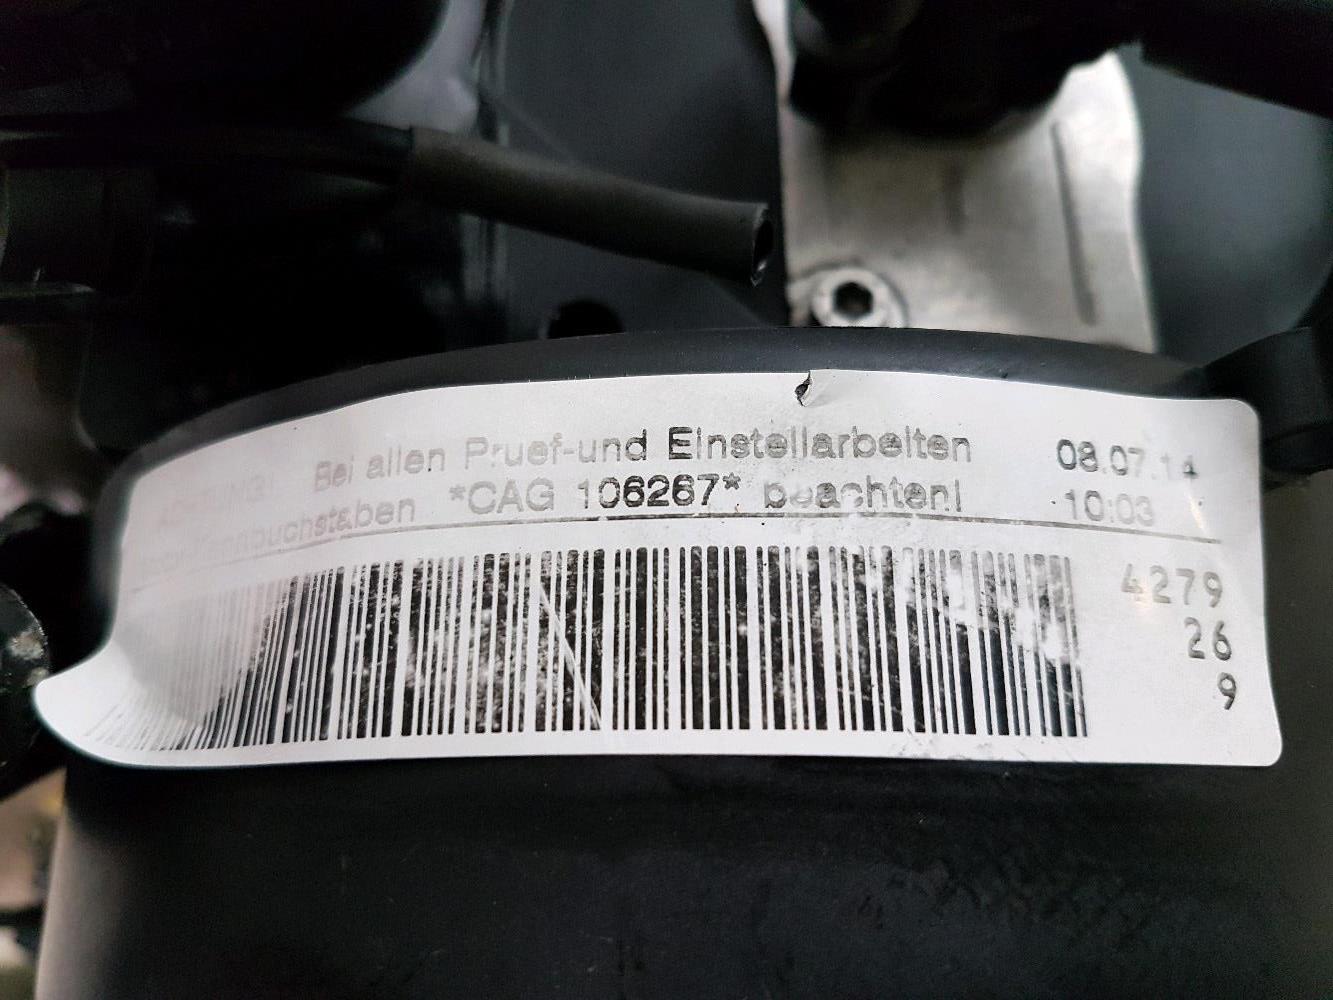 Bei allen Pruef-und Einstellarbeiten 08.07.14
*CAG 106267* beachten! 10:03
4279
26
9